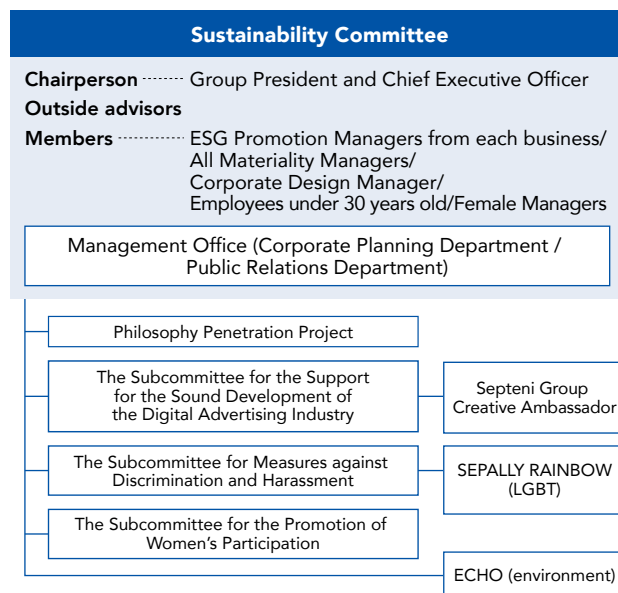 Sustainability Committee
Chairperson Group President and Chief Executive Officer
Outside advisors
Members ESG Promotion Managers from each business/
All Materiality Managers/
Corporate Design Manager/
Employees under 30 years old/Female Managers
Management Office (Corporate Planning Department /
Public Relations Department)
Philosophy Penetration Project
The Subcommittee for the Support
for the Sound Development of
the Digital Advertising Industry
Septeni Group
Creative Ambassador
The Subcommittee for Measures against
Discrimination and Harassment
SEPALLY RAINBOW
(LGBT)
The Subcommittee for the Promotion of
Women’s Participation
ECHO (environment)